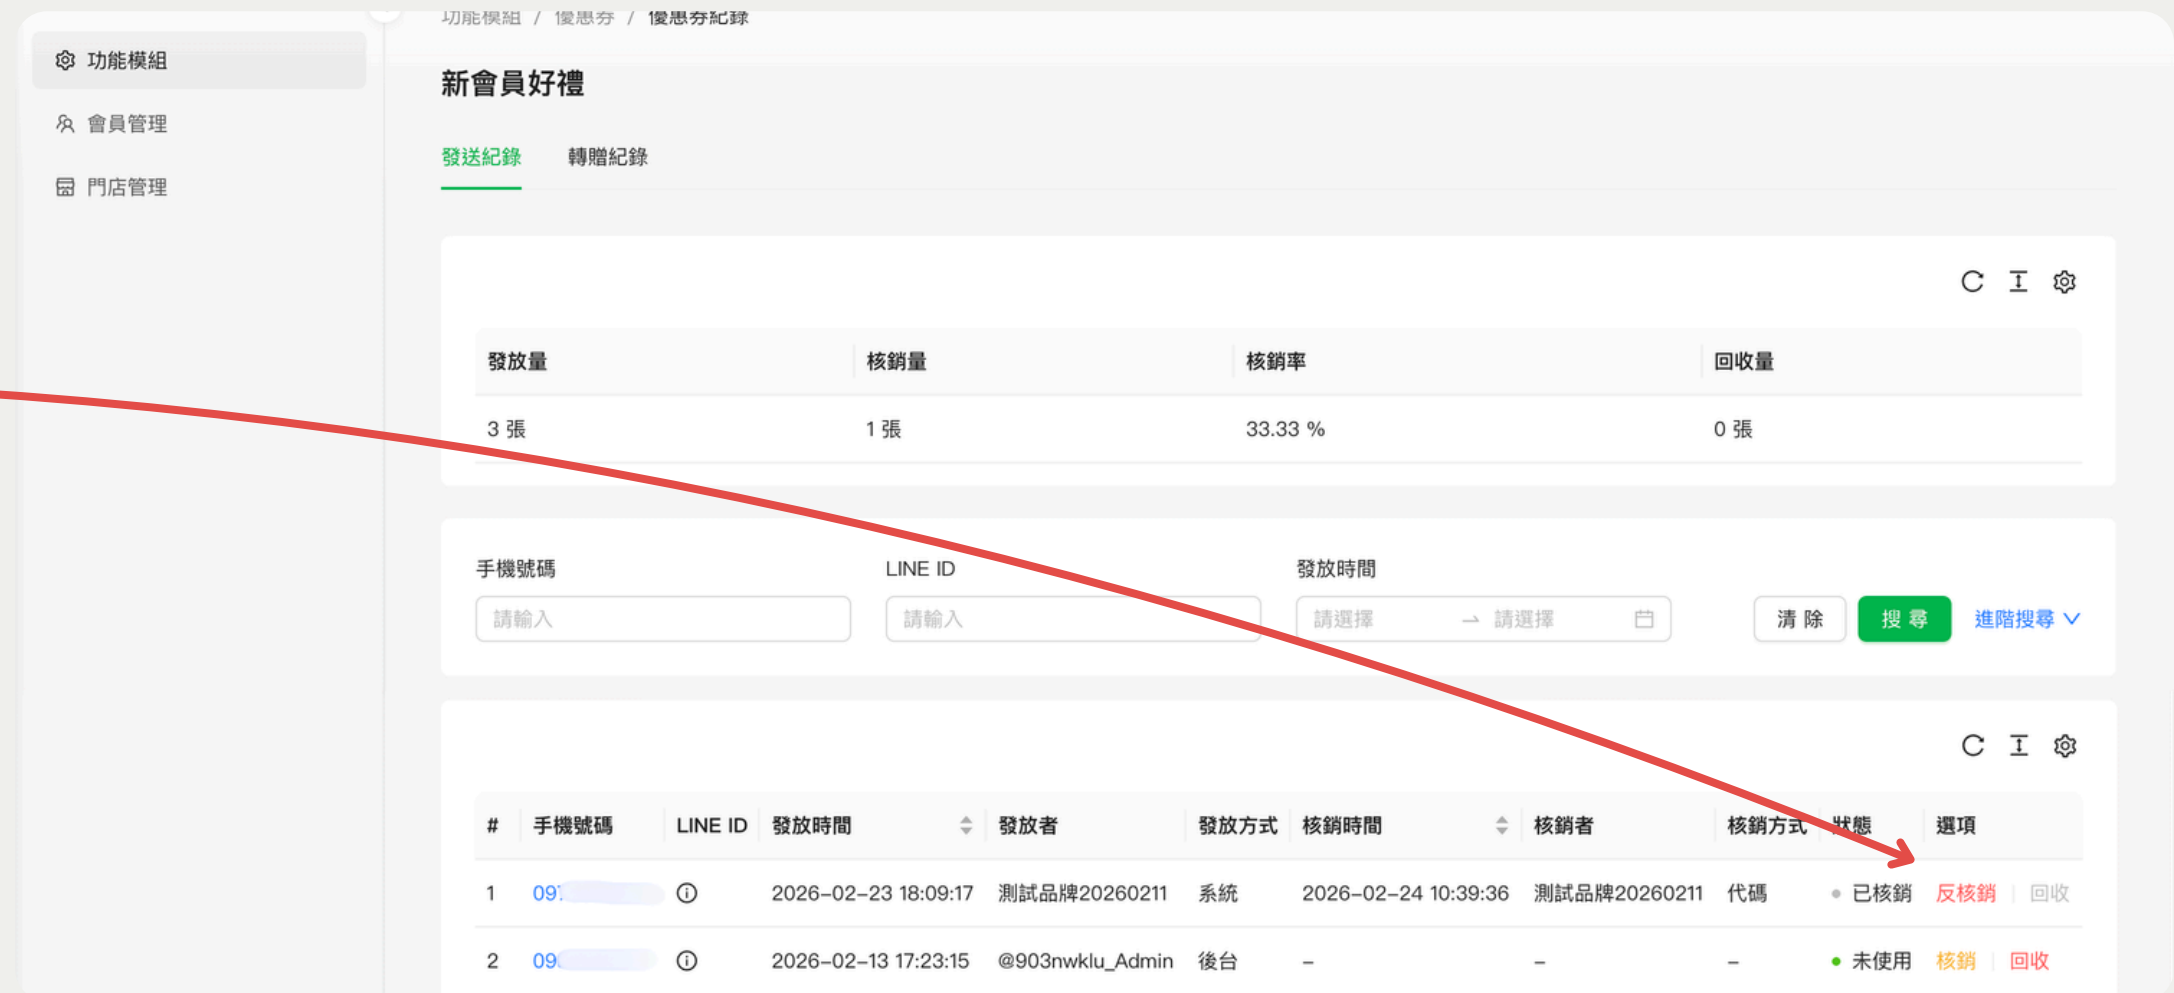 功能模組 / 優惠券 / 優惠券紀錄
功能模組
會員管理
門店管理
新會員好禮
發送紀錄 轉贈紀錄
發放量 核銷量 核銷率 回收量
3 張 1 張 33.33 % 0 張
手機號碼 LINE ID 發放時間
請輸入 請輸入 請選擇 → 請選擇 清 除 搜 尋 進階搜尋
# 手機號碼 LINE ID 發放時間 發放者 發放方式 核銷時間 核銷者 核銷方式 狀態 選項
1 09 2026-02-23 18:09:17 測試品牌20260211 系統 2026-02-24 10:39:36 測試品牌20260211 代碼 已核銷 反核銷 回收
2 09 2026-02-13 17:23:15 @903nwklu_Admin 後台 - - - 未使用 核銷 回收